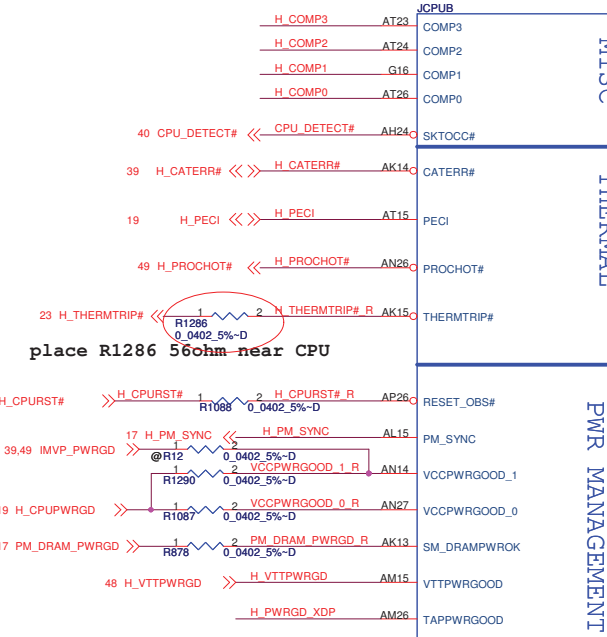 JCPUB
H_COMP3 AT23 COMP3
H_COMP2 AT24 COMP2
H_COMP1 G16 COMP1
H_COMP0 AT26 COMP0
MISC
40 CPU_DETECT# CPU_DETECT# AH24 SKTOCC#
39 H_CATERR# H_CATERR# AK14 CATERR#
THERMAL
19 H_PECI H_PECI AT15 PECI
49 H_PROCHOT# H_PROCHOT# AN26 PROCHOT#
23 H_THERMTRIP# 1 2 H_THERMTRIP#_R AK15 THERMTRIP#
R1286
0_0402_5%~D
place R1286 56ohm near CPU
H_CPURST# H_CPURST# 1 2 H_CPURST#_R AP26 RESET_OBS#
R1088 0_0402_5%~D
17 H_PM_SYNC H_PM_SYNC AL15 PM_SYNC
39,49 IMVP_PWRGD 1 2
@R12 0_0402_5%~D
1 2 VCCPWRGOOD_1_R AN14 VCCPWRGOOD_1
R1290 0_0402_5%~D
PWR MANAGEMENT
19 H_CPUPWRGD 1 2 VCCPWRGOOD_0_R AN27 VCCPWRGOOD_0
R1087 0_0402_5%~D
17 PM_DRAM_PWRGD 1 2 PM_DRAM_PWRGD_R AK13 SM_DRAMPWROK
R878 0_0402_5%~D
48 H_VTTPWRGD H_VTTPWRGD AM15 VTTPWRGOOD
H_PWRGD_XDP AM26 TAPPWRGOOD